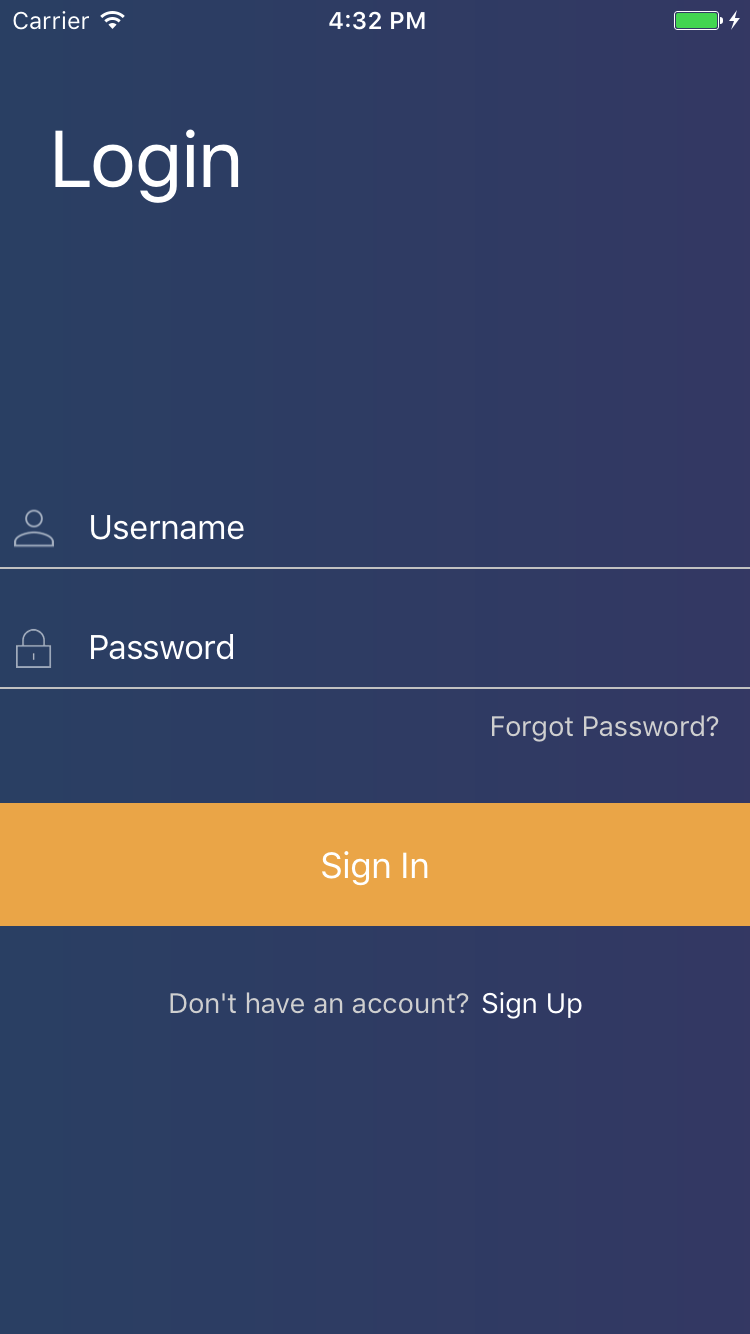 Carrier 4:32 PM
Login
Username
Password
Forgot Password?
Sign In
Don't have an account? Sign Up